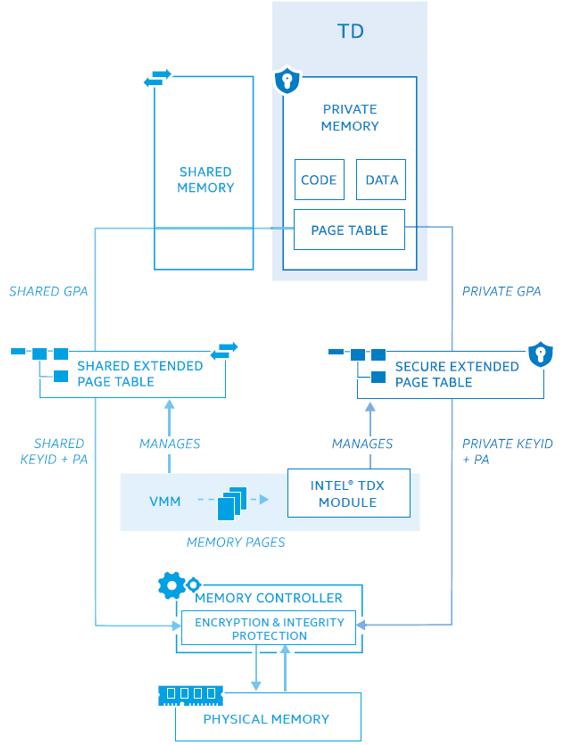 TD
PRIVATE
MEMORY
SHARED
MEMORY
CODE
DATA
PAGE TABLE
SHARED GPA
PRIVATE GPA
SHARED EXTENDED
PAGE TABLE
SECURE EXTENDED
PAGE TABLE
SHARED
KEYID + PA
MANAGES
MANAGES
PRIVATE KEYID
+ PA
VMM
INTEL® TDX
MODULE
MEMORY PAGES
MEMORY CONTROLLER
ENCRYPTION & INTEGRITY
PROTECTION
PHYSICAL MEMORY